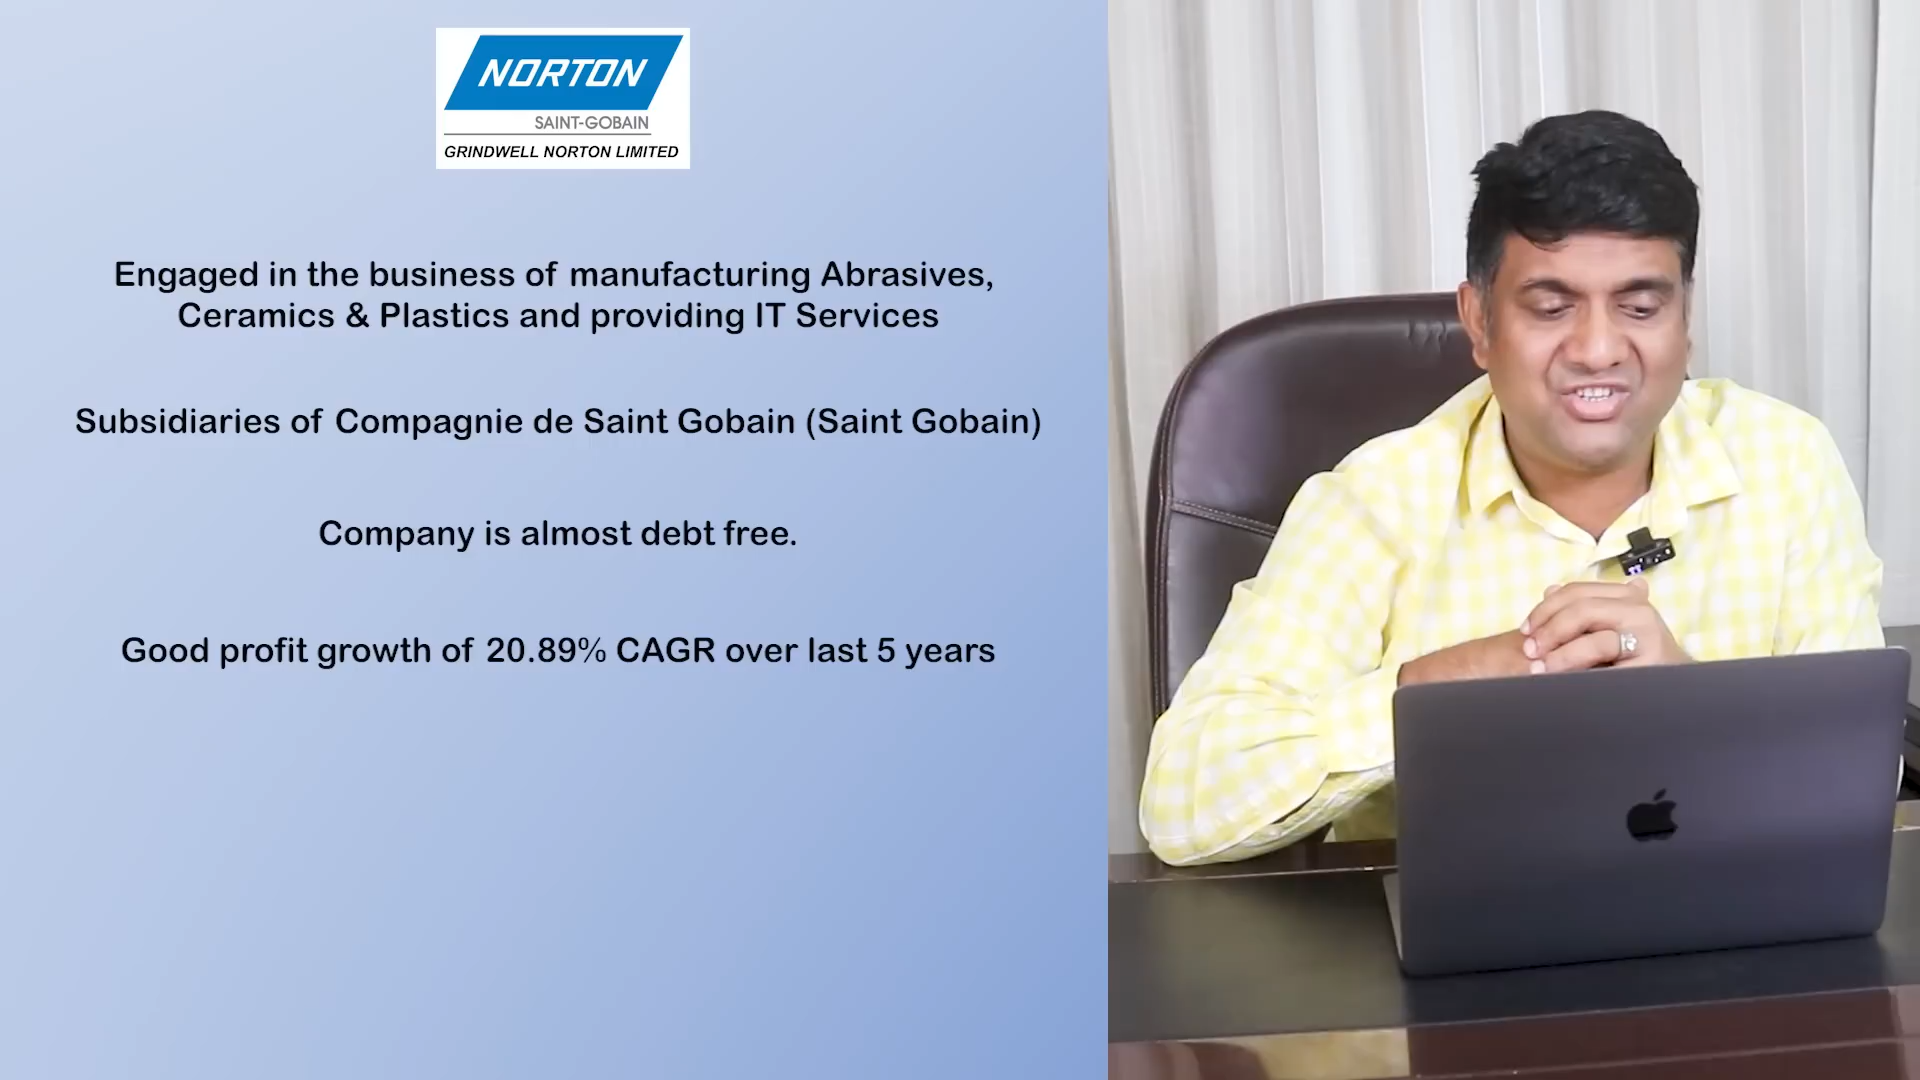 NORTON
SAINT-GOBAIN
GRINDWELL NORTON LIMITED
Engaged in the business of manufacturing Abrasives,
Ceramics & Plastics and providing IT Services
Subsidiaries of Compagnie de Saint Gobain (Saint Gobain)
Company is almost debt free.
Good profit growth of 20.89% CAGR over last 5 years